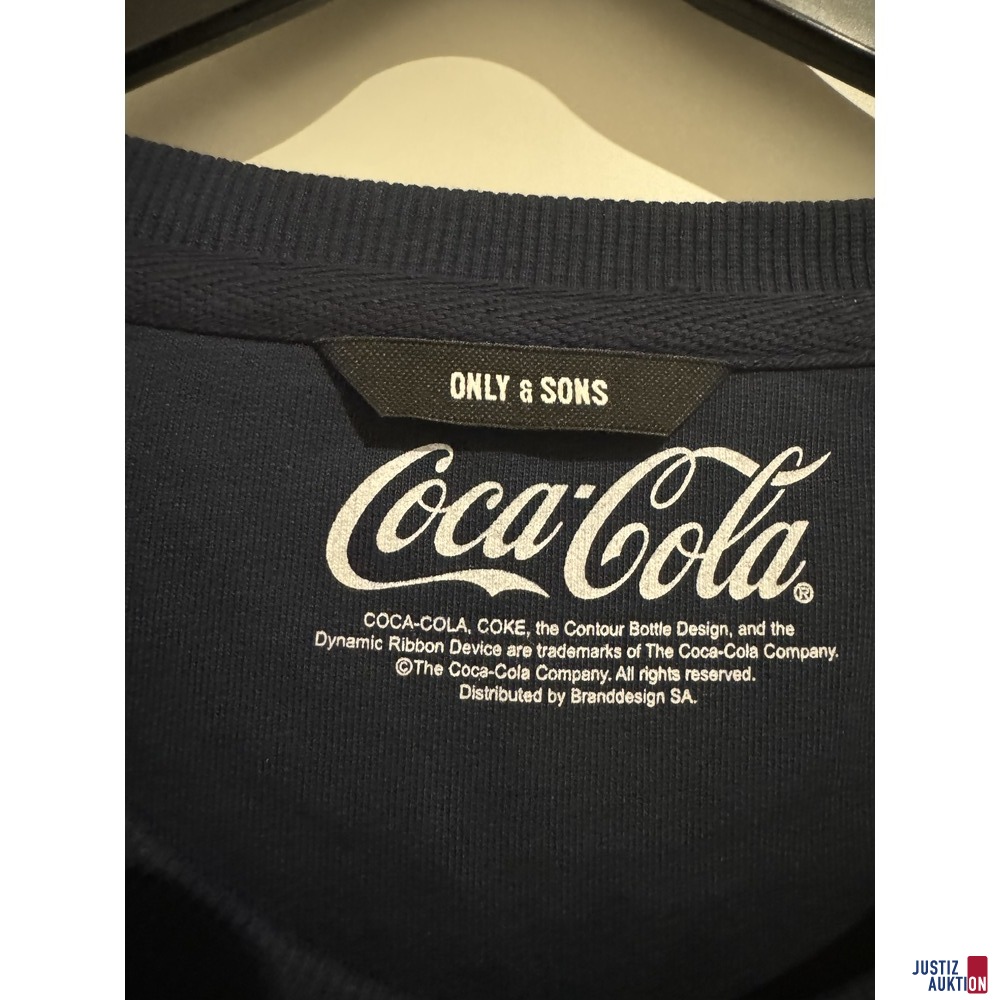 ONLY & SONS
Coca-Cola®
COCA-COLA, COKE, the Contour Bottle Design, and the
Dynamic Ribbon Device are trademarks of The Coca-Cola Company.
©The Coca-Cola Company. All rights reserved.
Distributed by Branddesign SA.
JUSTIZ
AUKTION